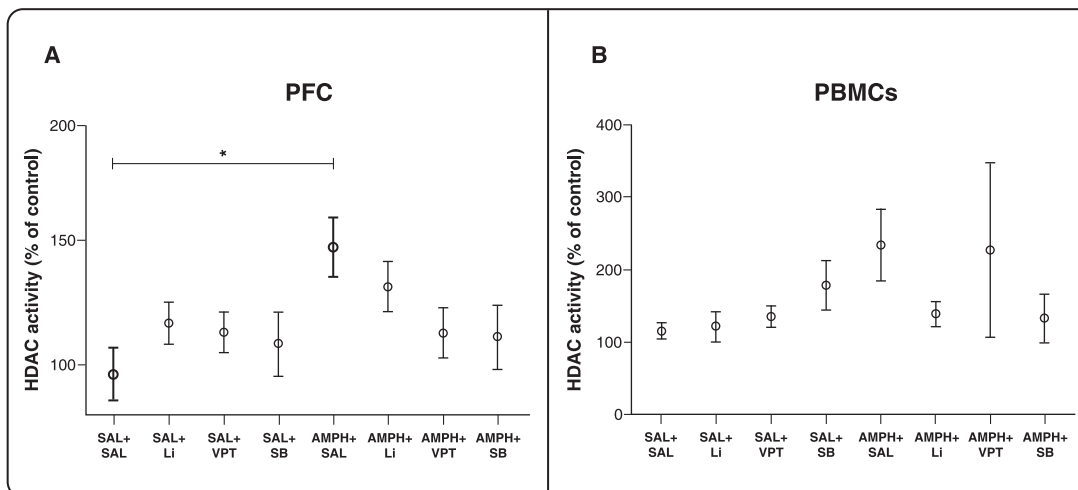 A
PFC
HDAC activity (% of control)
200
150
100
*
SAL+ SAL+ SAL+ SAL+ AMPH+ AMPH+ AMPH+ AMPH+
SAL Li VPT SB SAL Li VPT SB
B
PBMCs
HDAC activity (% of control)
400
300
200
100
0
SAL+ SAL+ SAL+ SAL+ AMPH+ AMPH+ AMPH+ AMPH+
SAL Li VPT SB SAL Li VPT SB